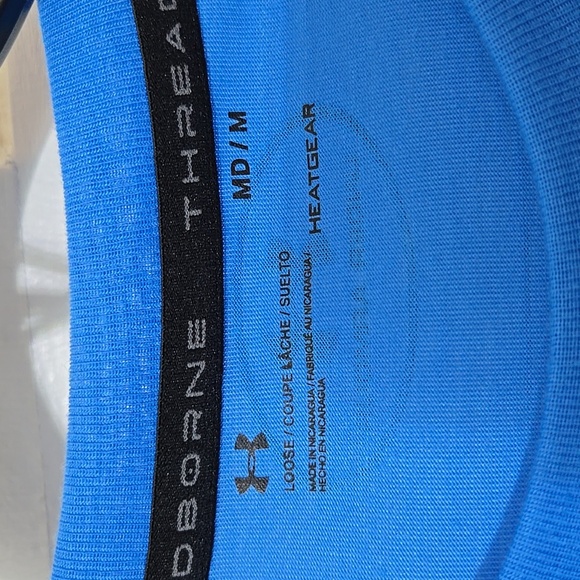 DBORNE THREAD
MD / M
LOOSE / COUPE LÂCHE / SUELTO
MADE IN NICARAGUA / FABRIQUÉ AU NICARAGUA /
HECHO EN NICARAGUA
HEATGEAR